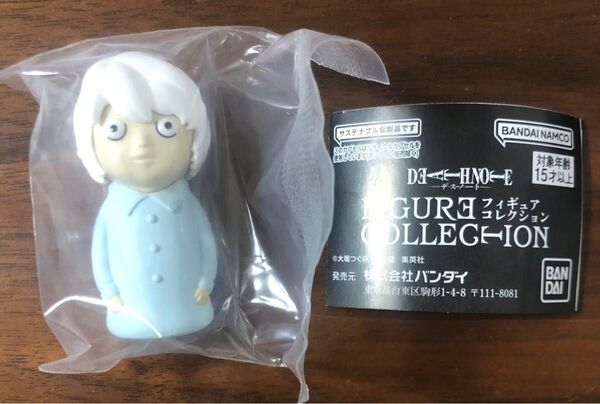 サステナブルな製品です
BANDAI NAMCO
対象年齢
15才以上
DEATH NOTE
デスノート
FIGURE フィギュア
COLLECTION コレクション
©大場つぐみ 集英社
発売元 株式会社バンダイ
東京都台東区駒形1-4-8 〒111-8081
BAN
DAI